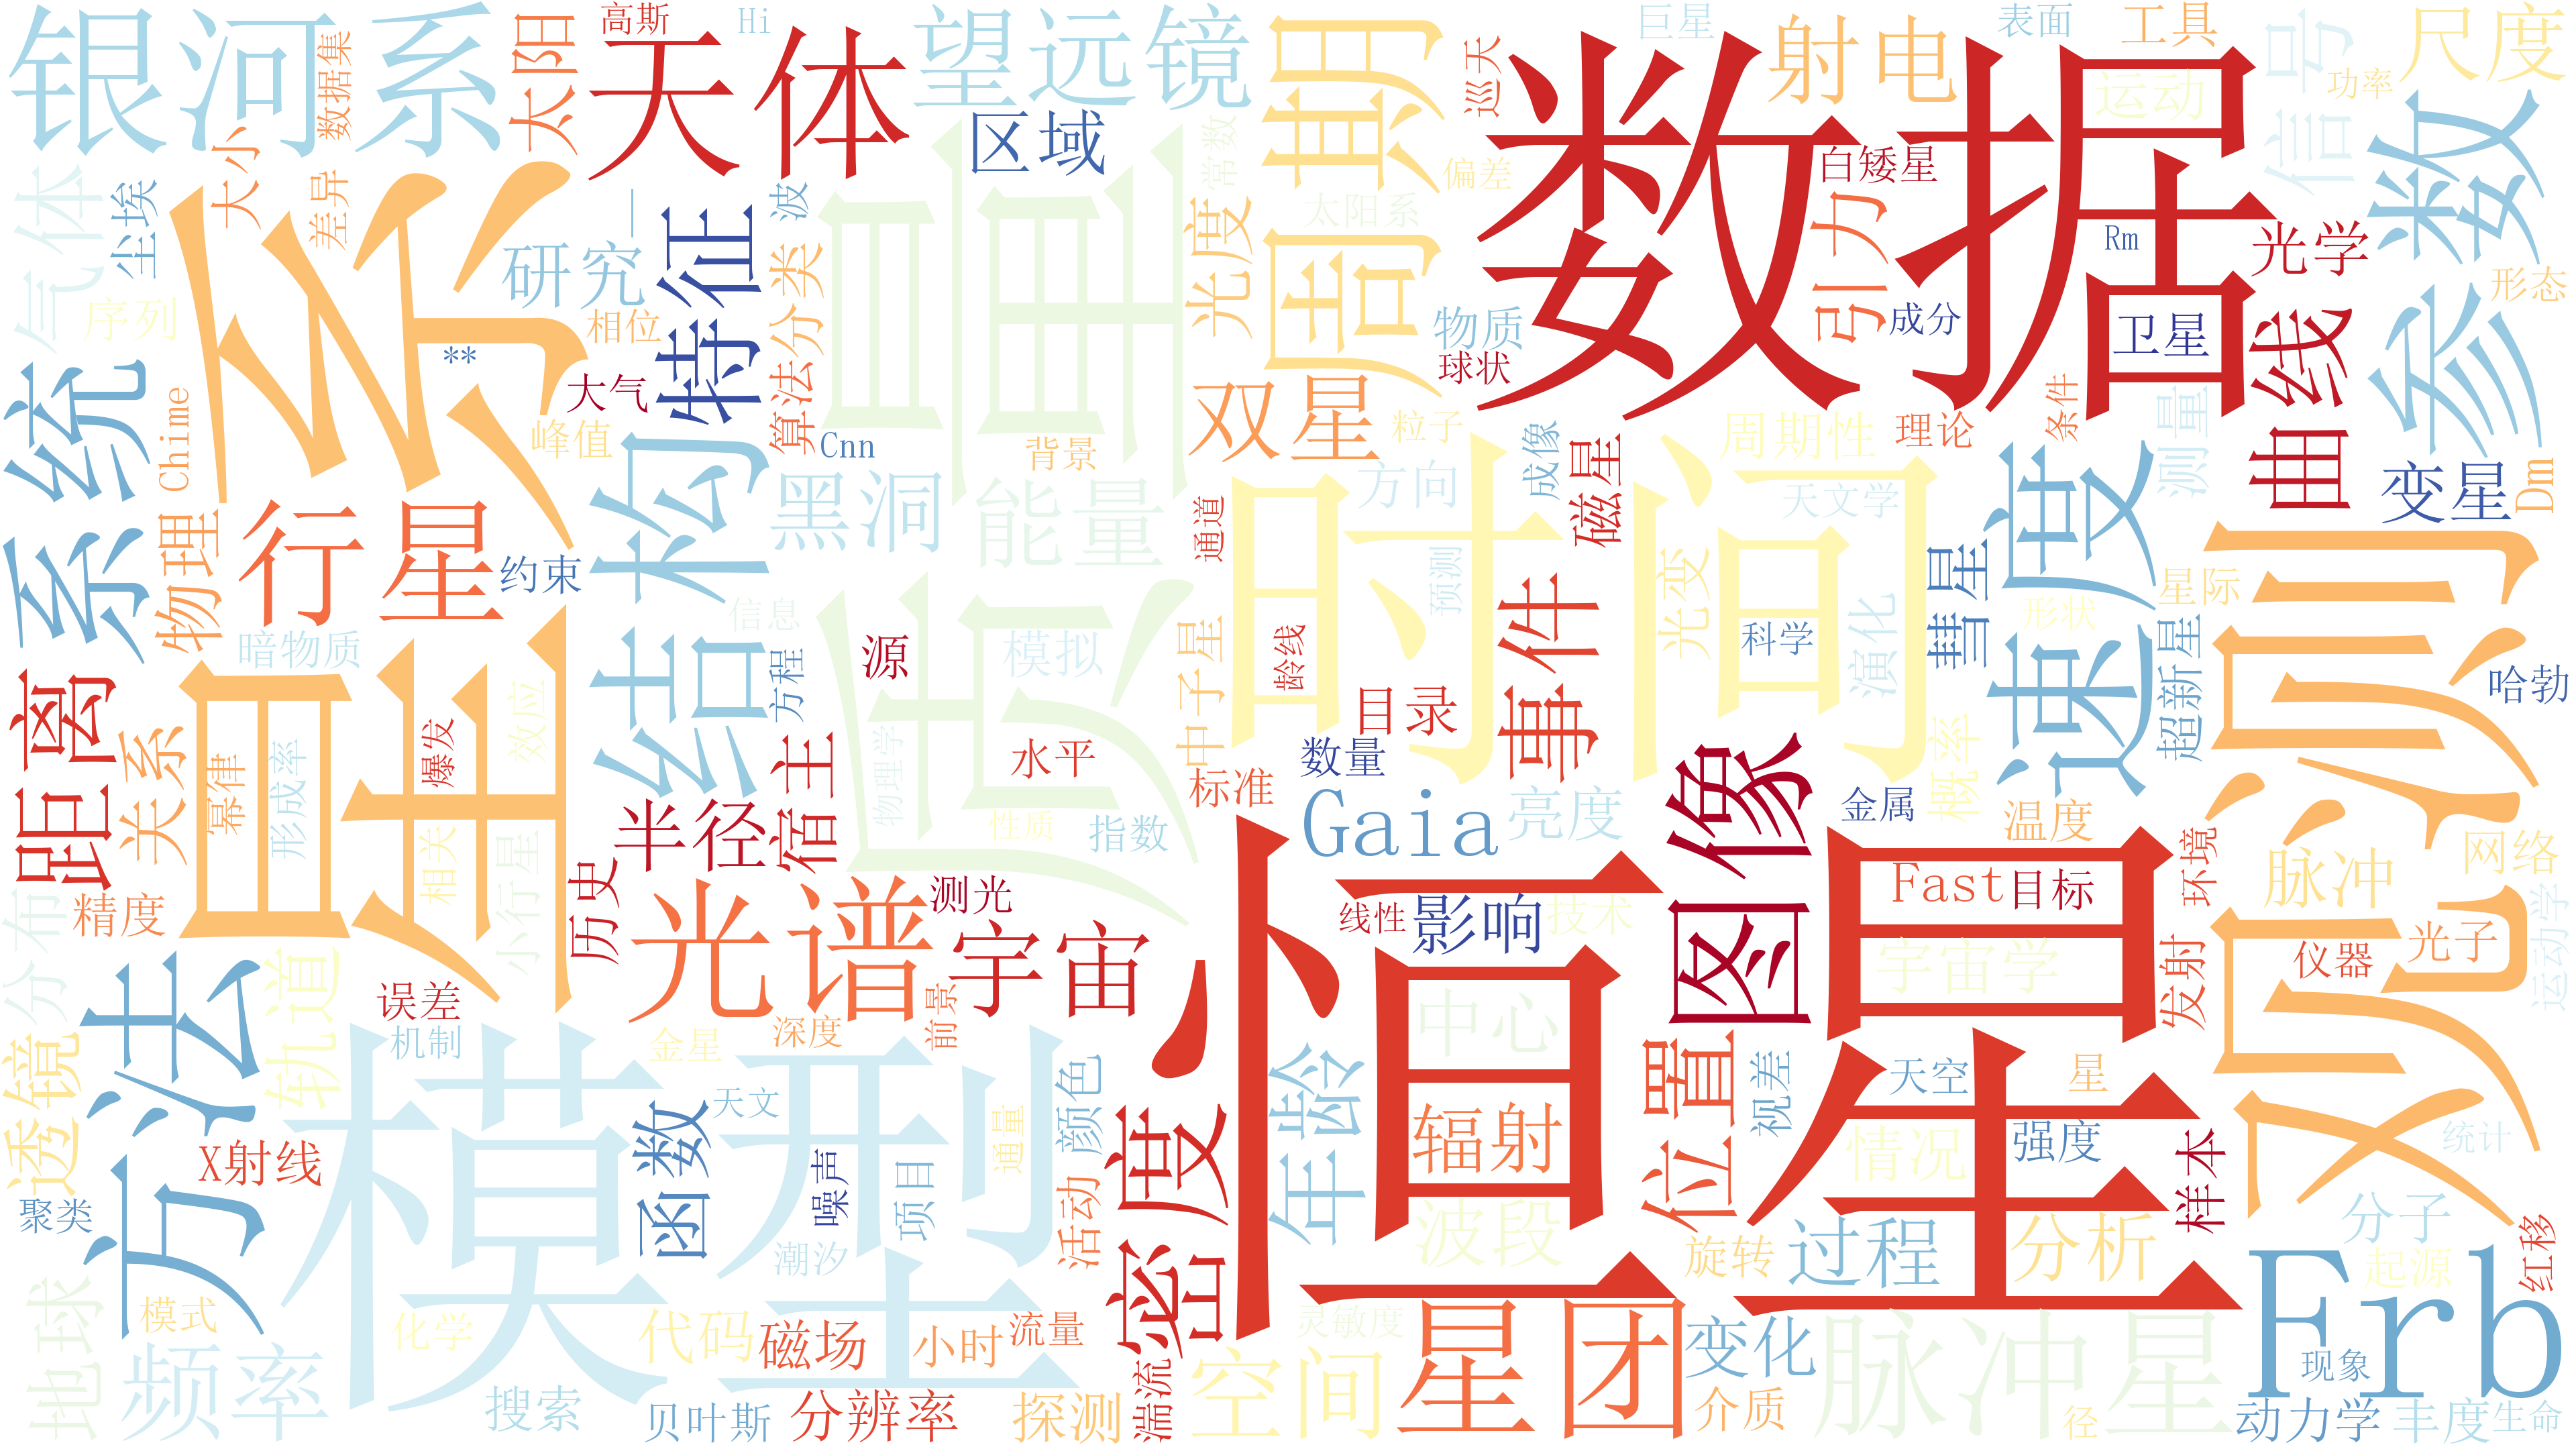 银河系
太阳
高斯
Hi
望远镜
周期
巡天
巨星
射电
表面
工具
信号
尺度
天体
数据集
大小
差异
区域
常数
数据
运动
功率
参数
气体
尘埃
星系
研究
一
特征
波
质量
光度
偏差
太阳系
白矮星
引力
Rm
光学
形态
序列
**
相位
分类
物质
成分
卫星
曲线
系统
Chime
大气
算法
Cnn
背景
双星
球状
粒子
周期性
理论
条件
测量
峰值
结构
黑洞
能量
时间
方向
成像
磁星
天文学
速度
变星
Dm
物理
行星
约束
通道
预测
光变
彗星
星际
观测
暗物质
效应
信息
方程
源
模拟
中子星
龄线
事件
科学
演化
形状
超新星
哈勃
距离
关系
幂律
形成率
爆发
物理学
水平
目录
数量
图像
概率
金属
温度
相关
小行星
半径
宿主
性质
指数
标准
Gaia
亮度
环境
脉冲
网络
分布
精度
历史
光谱
测光
宇宙
恒星
线性
影响
技术
Fast
目标
光子
仪器
运动学
方法
轨道
误差
机制
金星
深度
前景
中心
宇宙学
发射
透镜
模型
天文
通量
颜色
密度
年龄
辐射
位置
视差
天空
星
X射线
函数
噪声
项目
活动
波段
情况
强度
样本
统计
聚类
潮汐
旋转
过程
分析
分子
红移
起源
地球
模式
化学
代码
磁场
小时
流量
灵敏度
变化
Frb
频率
搜索
贝叶斯
分辨率
探测
湍流
空间
星团
介质
脉冲星
径
现象
动力学
丰度
生命